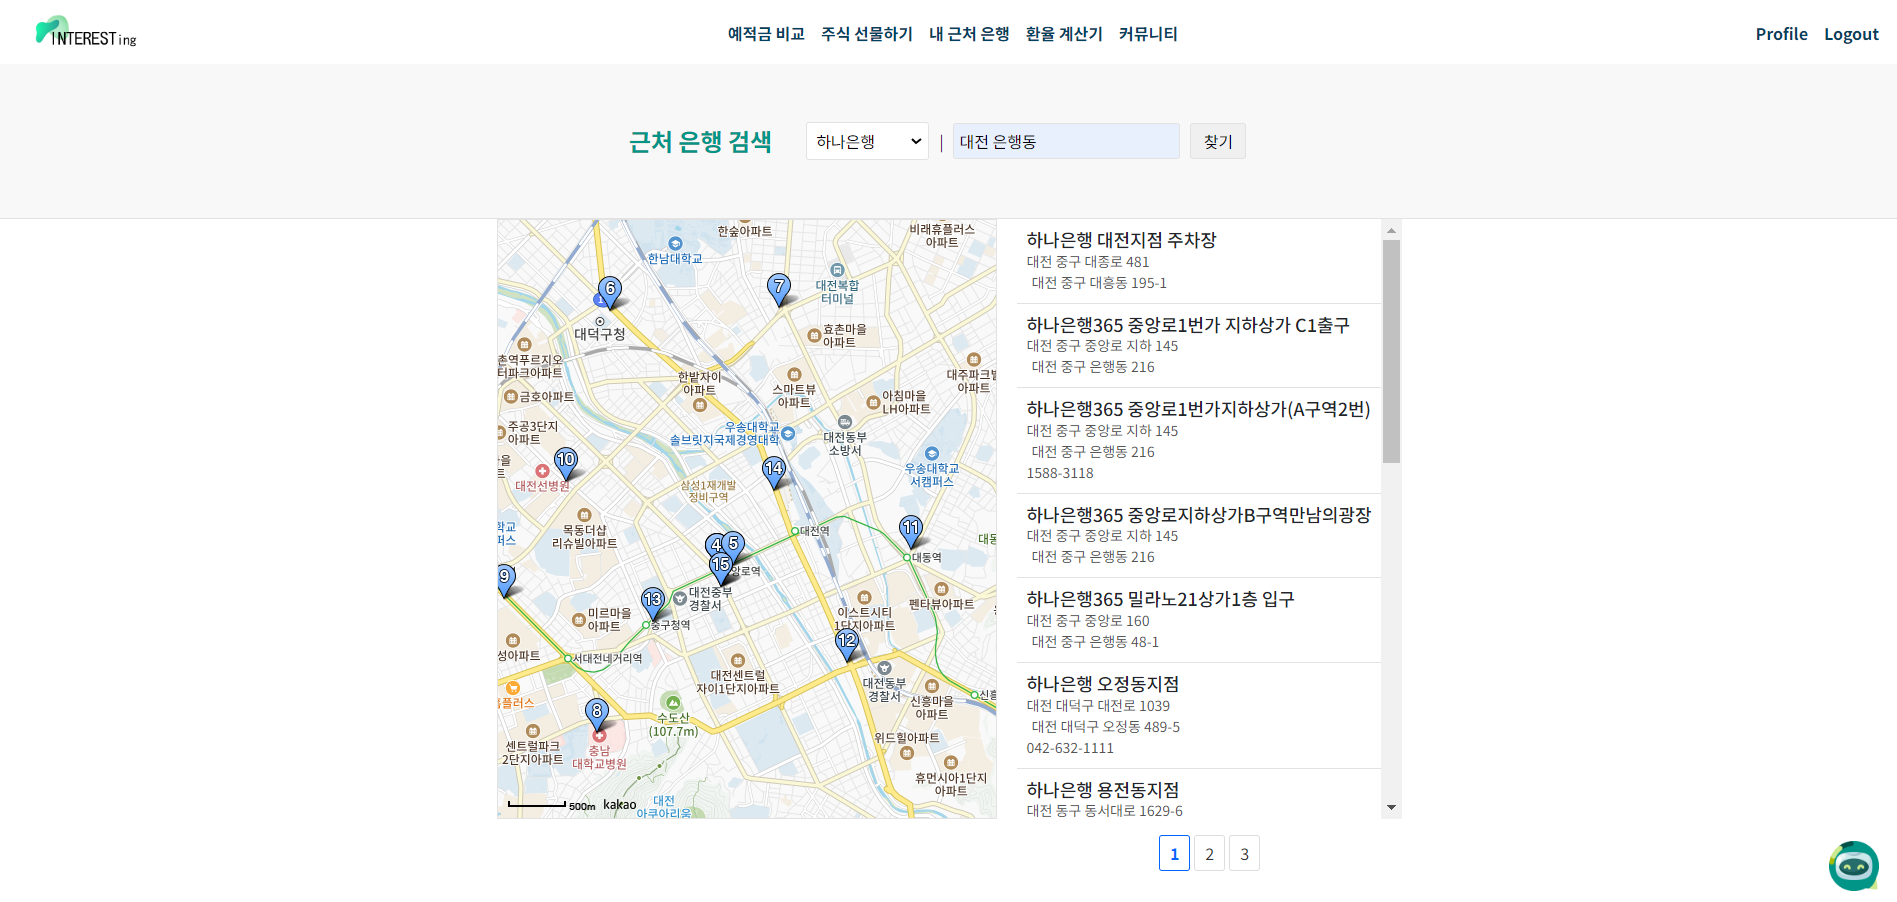 INTERESTing
예적금 비교
주식 선물하기
내 근처 은행
환율 계산기
커뮤니티
Profile
Logout
근처 은행 검색
하나은행
|
대전 은행동
찾기
한숲아파트
비래휴플러스
아파트
한남대학교
6
7
대전복합
터미널
대덕구청
효촌마을
아파트
촌역푸르지오
터파크아파트
한밭자이
아파트
스마트뷰
아파트
대주파크빌
아파트
금호아파트
아침마을
LH아파트
주공3단지
아파트
우송대학교
솔브릿지국제경영대학
대전동부
소방서
10
14
우송대학교
서캠퍼스
대전선병원
삼성1재개발
정비구역
목동더샵
리슈빌아파트
대전역
11
대동역
4
5
15
앙로역
9
13
대전중부
경찰서
미르마을
아파트
중구청역
이스트시티
1단지아파트
펜타뷰아파트
12
성아파트
서대전네거리역
대전센트럴
자이1단지아파트
대전동부
경찰서
신흥마을
아파트
신흥
홈플러스
8
수도산
(107.7m)
위드힐아파트
센트럴파크
2단지아파트
충남
대학교병원
휴먼시아1단지
아파트
500m
kakao
대전
아쿠아리움
하나은행 대전지점 주차장
대전 중구 대종로 481
대전 중구 대흥동 195-1
하나은행365 중앙로1번가 지하상가 C1출구
대전 중구 중앙로 지하 145
대전 중구 은행동 216
하나은행365 중앙로1번가지하상가(A구역2번)
대전 중구 중앙로 지하 145
대전 중구 은행동 216
1588-3118
하나은행365 중앙로지하상가B구역만남의광장
대전 중구 중앙로 지하 145
대전 중구 은행동 216
하나은행365 밀라노21상가1층 입구
대전 중구 중앙로 160
대전 중구 은행동 48-1
하나은행 오정동지점
대전 대덕구 대전로 1039
대전 대덕구 오정동 489-5
042-632-1111
하나은행 용전동지점
대전 동구 동서대로 1629-6
1
2
3